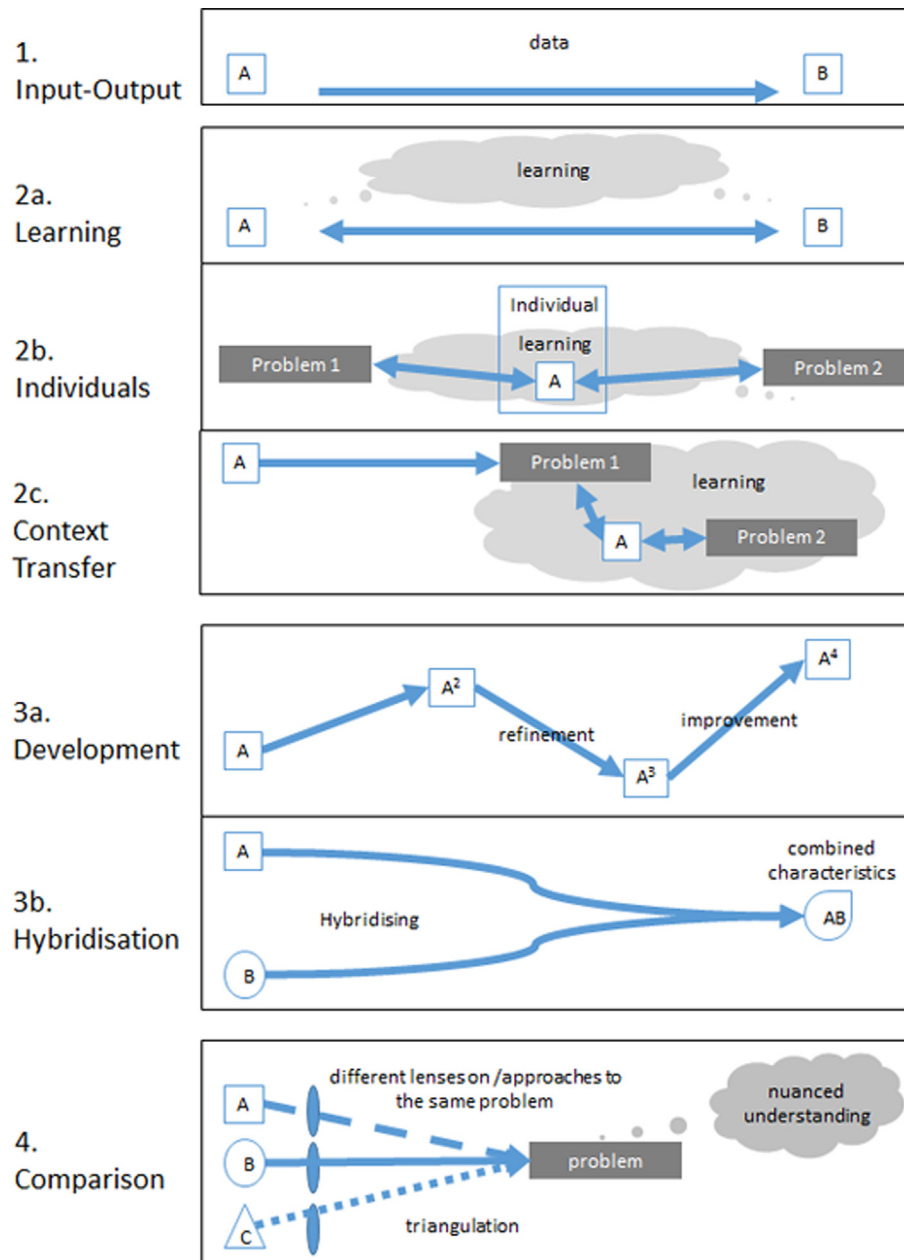 1.
Input-Output
data
A
B
2a.
Learning
learning
A
B
2b.
Individuals
Individual
learning
Problem 1
A
Problem 2
2c.
Context
Transfer
A
Problem 1
learning
A
Problem 2
3a.
Development
A
A²
refinement
A³
improvement
A⁴
3b.
Hybridisation
A
Hybridising
B
combined
characteristics
AB
4.
Comparison
different lenses on /approaches to
the same problem
A
B
C
problem
triangulation
nuanced
understanding